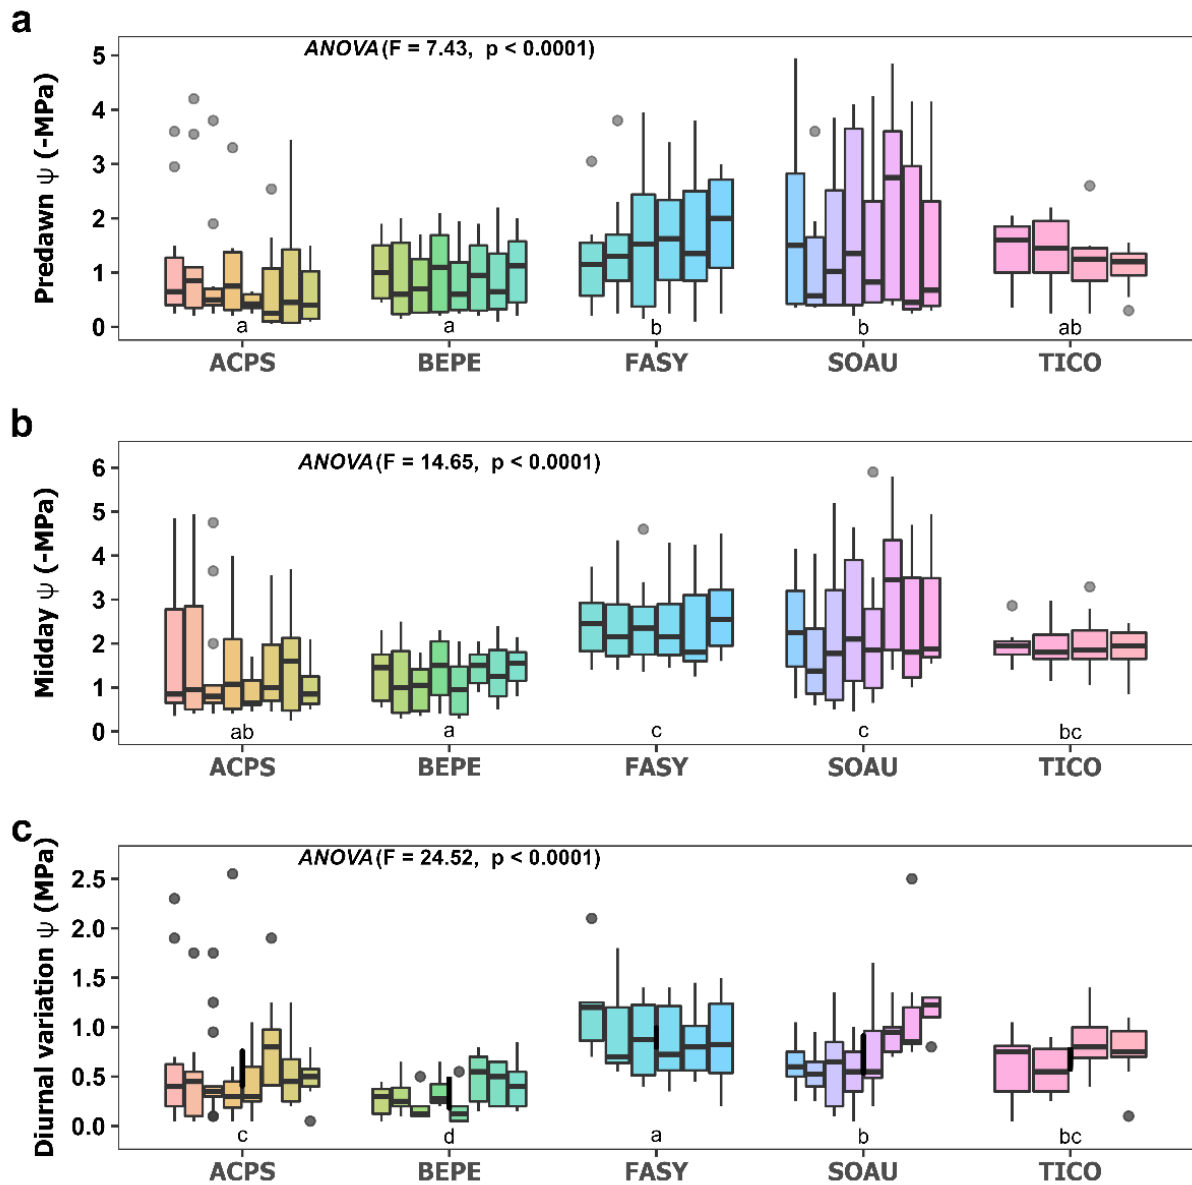 a
ANOVA(F = 7.43, p < 0.0001)
Predawn ψ (-MPa)
5
4
3
2
1
0
a a b b ab
ACPS BEPE FASY SOAU TICO
b
ANOVA(F = 14.65, p < 0.0001)
Midday ψ (-MPa)
6
5
4
3
2
1
0
ab a c c bc
ACPS BEPE FASY SOAU TICO
c
ANOVA(F = 24.52, p < 0.0001)
Diurnal variation ψ (MPa)
2.5
2.0
1.5
1.0
0.5
0.0
c d a b bc
ACPS BEPE FASY SOAU TICO